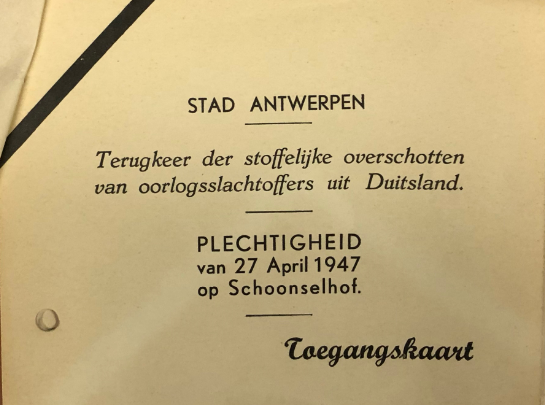 STAD ANTWERPEN
Terugkeer der stoffelijke overschotten
van oorlogsslachtoffers uit Duitsland.
PLECHTIGHEID
van 27 April 1947
op Schoonselhof.
Toegangskaart